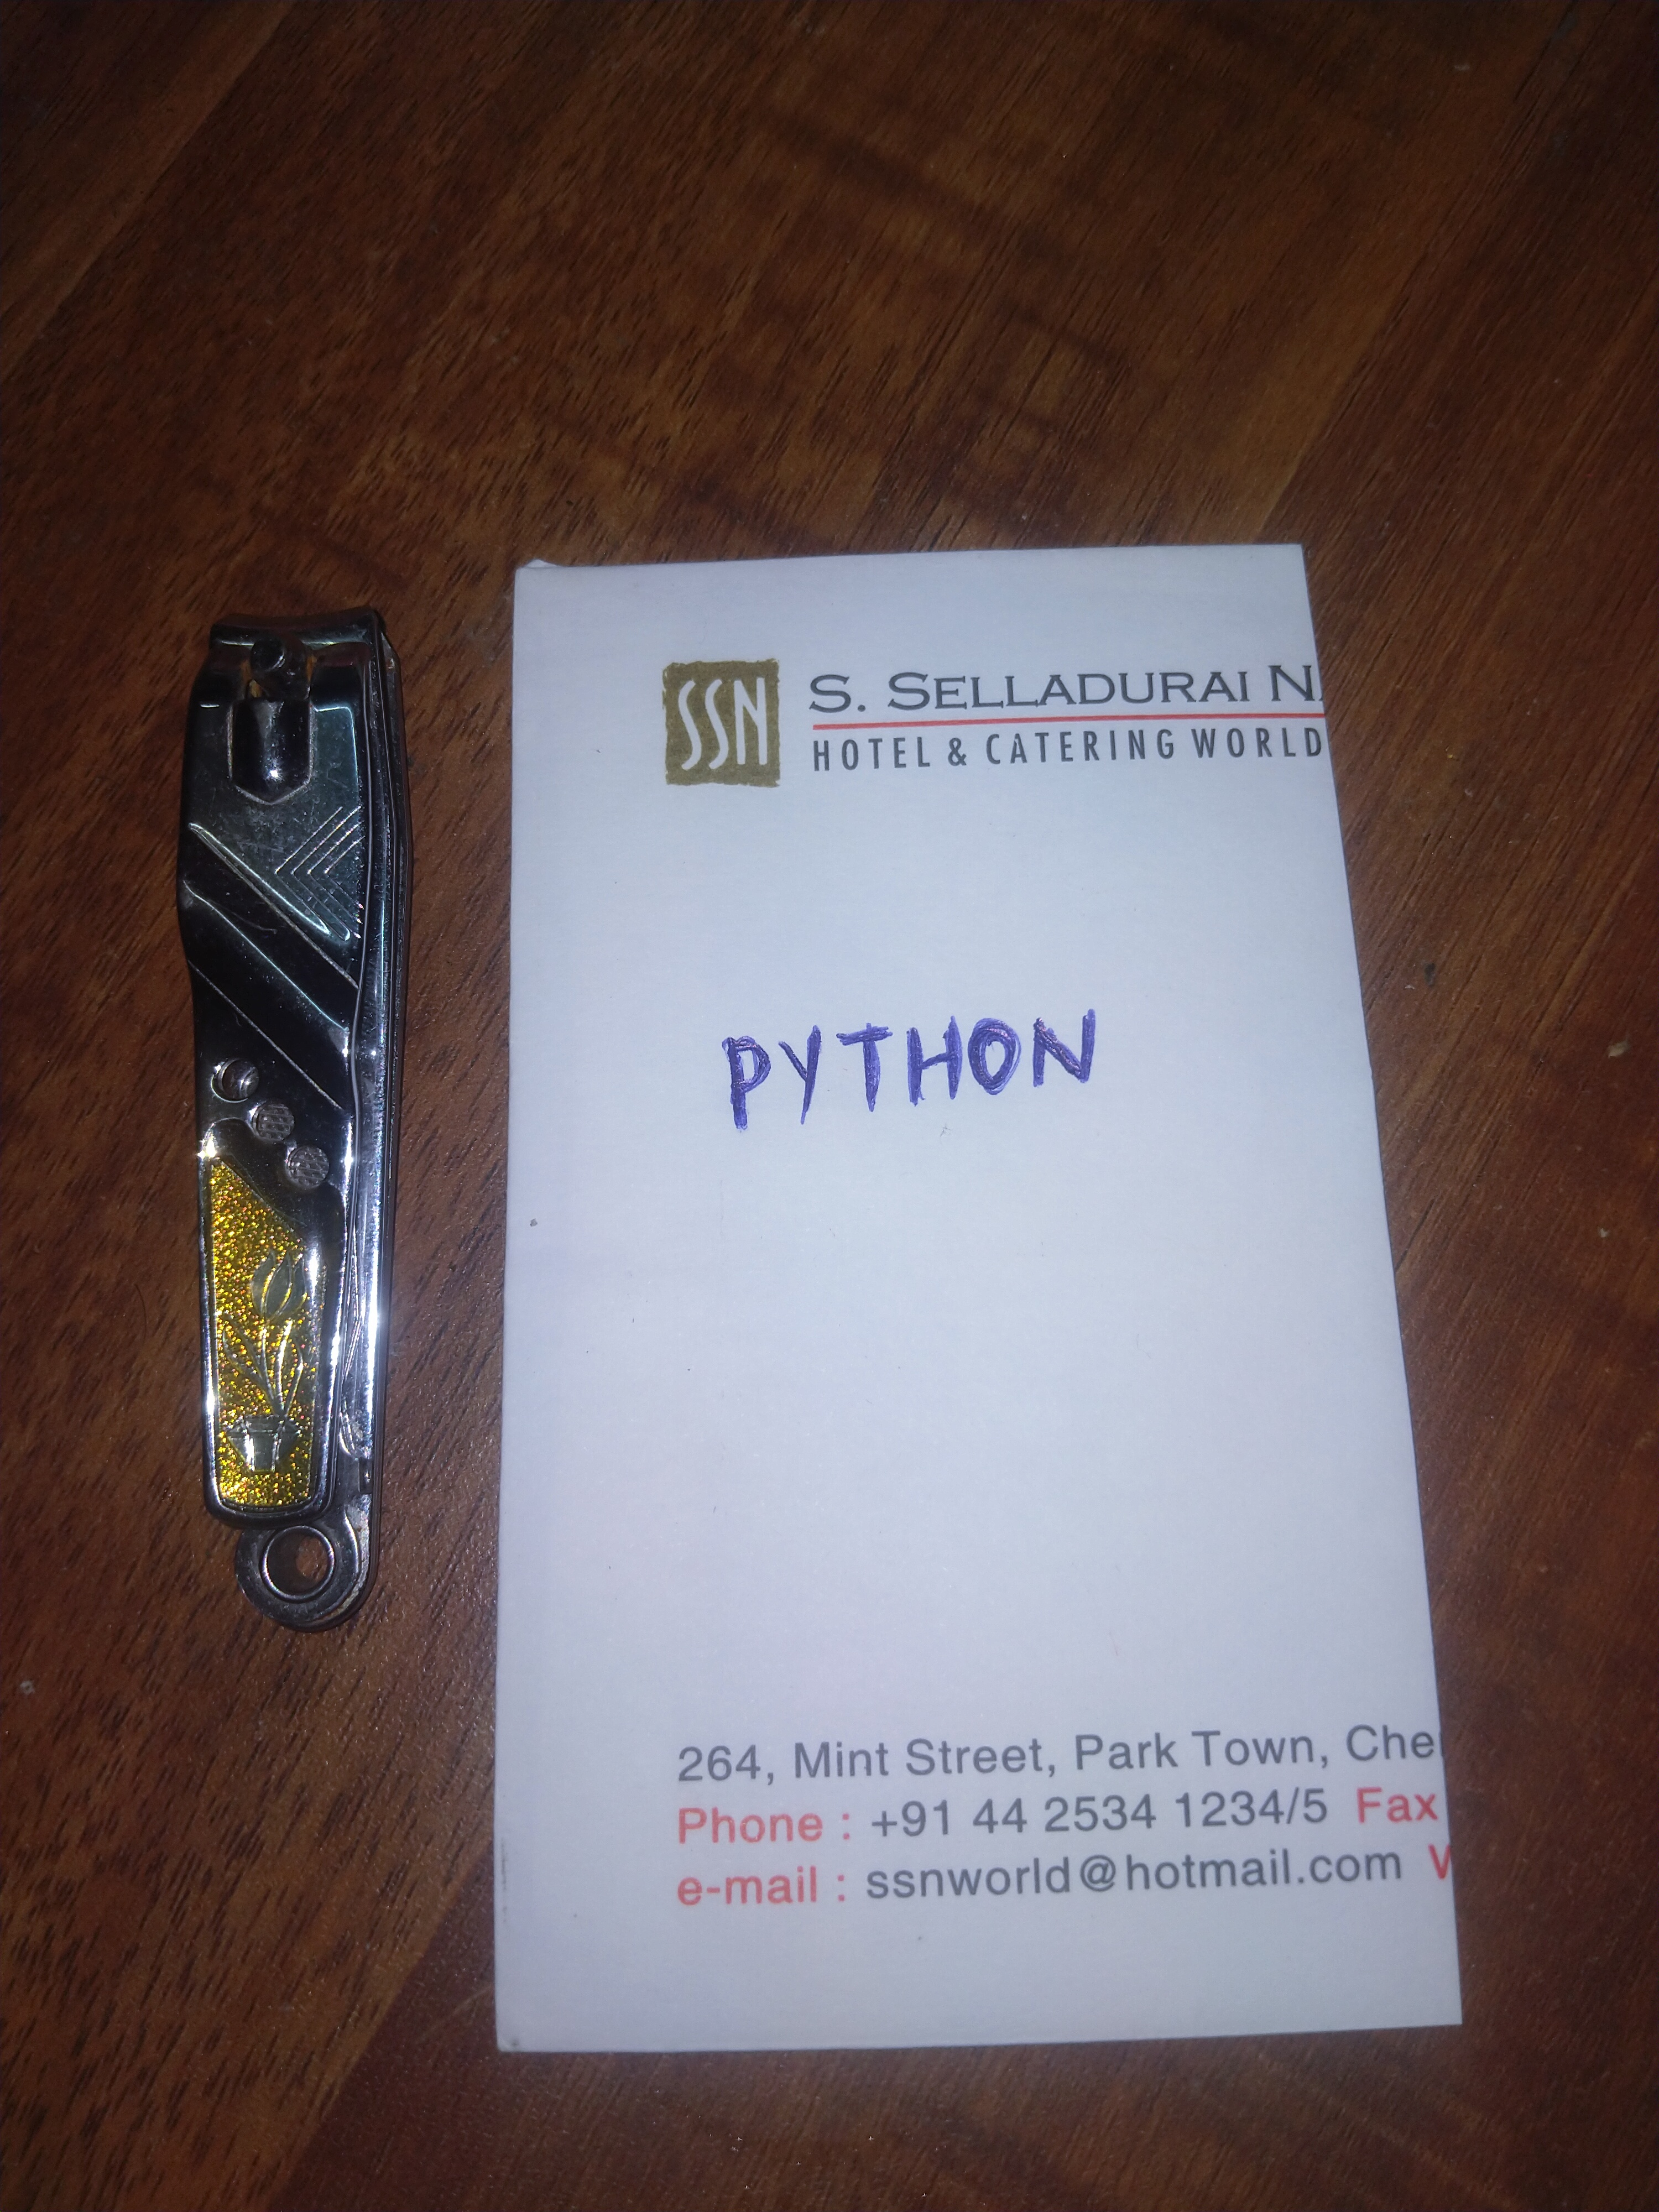 SSN
S. SELLADURAI
HOTEL & CATERING WORLD
PYTHON
264, Mint Street, Park Town,
Phone : +91 44 2534 1234/5 Fax
e-mail : ssnworld@hotmail.com